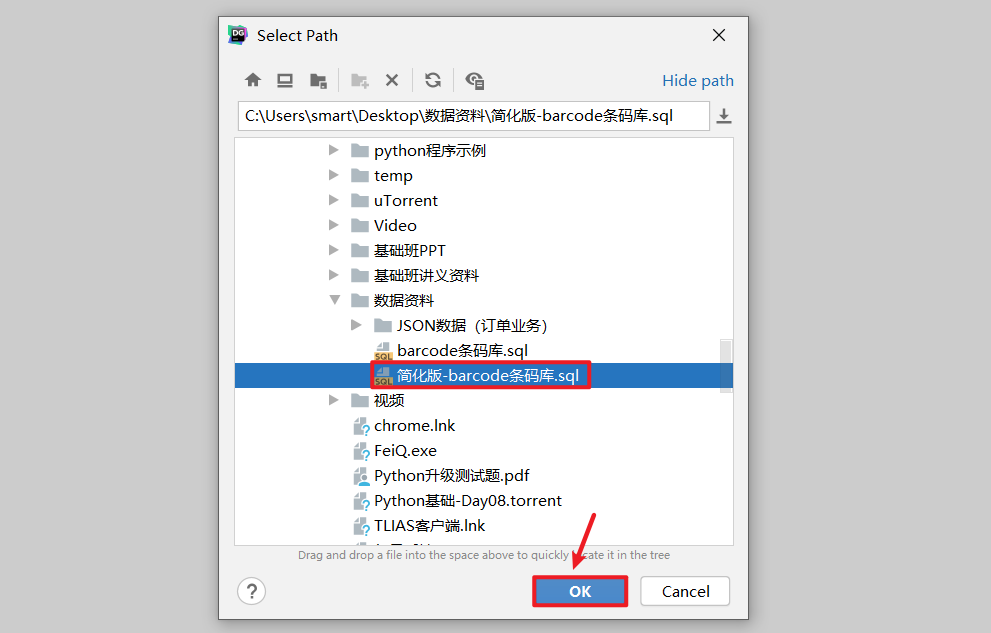 DG
Select Path
Hide path
C:\Users\smart\Desktop\数据资料\简化版-barcode条码库.sql
python程序示例
temp
uTorrent
Video
基础班PPT
基础班讲义资料
数据资料
JSON数据（订单业务）
SQL barcode条码库.sql
SQL 简化版-barcode条码库.sql
视频
chrome.lnk
FeiQ.exe
Python升级测试题.pdf
Python基础-Day08.torrent
TLIAS客户端.lnk
Drag and drop a file into the space above to quickly it in the tree
? OK Cancel